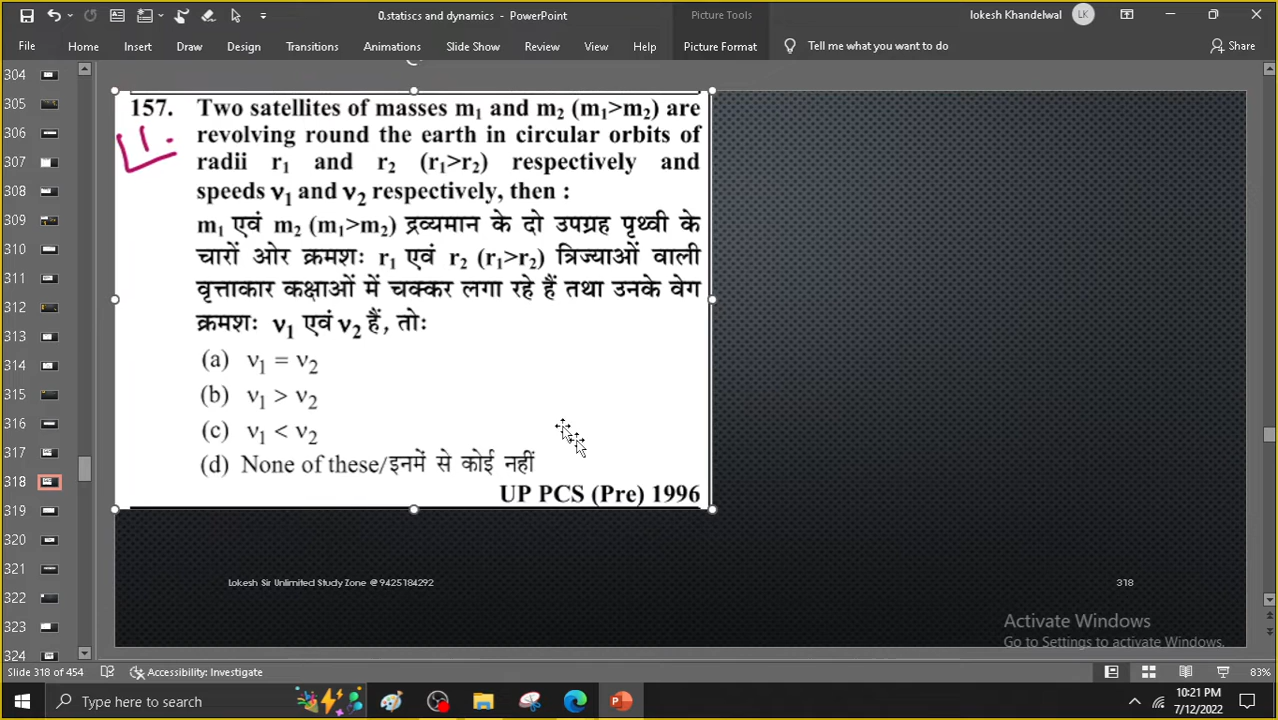 0.statiscs and dynamics - PowerPoint
Picture Tools
lokesh Khandelwal
LK
File Home Insert Draw Design Transitions Animations Slide Show Review View Help Picture Format Tell me what you want to do Share
304
305
306
307
308
309
310
311
312
313
314
315
316
317
318
319
320
321
322
323
324
157. Two satellites of masses m₁ and m₂ (m₁>m₂) are
revolving round the earth in circular orbits of
radii r₁ and r₂ (r₁>r₂) respectively and
speeds v₁ and v₂ respectively, then :
m₁ एवं m₂ (m₁>m₂) द्रव्यमान के दो उपग्रह पृथ्वी के
चारों ओर क्रमशः r₁ एवं r₂ (r₁>r₂) त्रिज्याओं वाली
वृत्ताकार कक्षाओं में चक्कर लगा रहे हैं तथा उनके वेग
क्रमशः v₁ एवं v₂ हैं, तोः
(a) v₁ = v₂
(b) v₁ > v₂
(c) v₁ < v₂
(d) None of these/इनमें से कोई नहीं
UP PCS (Pre) 1996
Lokesh Sir Unlimited Study Zone @ 9425184292
318
Activate Windows
Go to Settings to activate Windows.
Slide 318 of 454
Accessibility: Investigate
83%
Type here to search
10:21 PM
7/12/2022